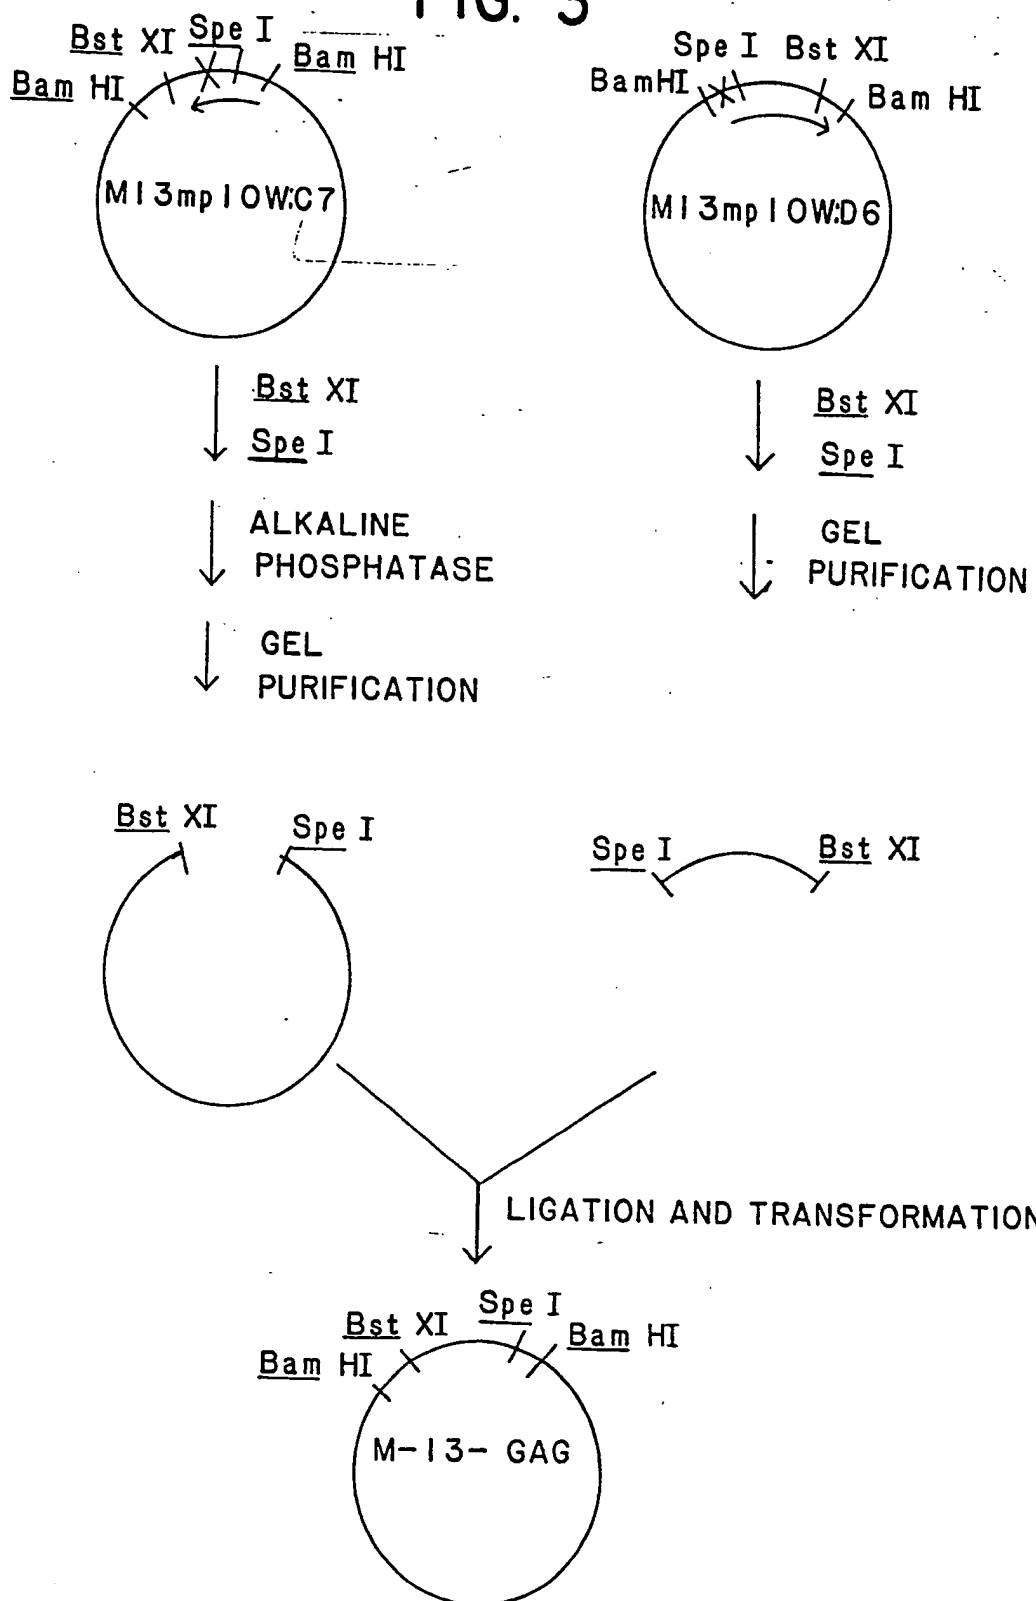 FIG. 3
Bst XI
Spe I
Bam HI
Bam HI
M13mp10W:C7
Spe I
Bst XI
BamHI
Bam HI
M13mp10W:D6
Bst XI
Spe I
ALKALINE
PHOSPHATASE
GEL
PURIFICATION
Bst XI
Spe I
GEL
PURIFICATION
Bst XI
Spe I
Spe I
Bst XI
LIGATION AND TRANSFORMATION
Spe I
Bst XI
Bam HI
Bam HI
M-13- GAG